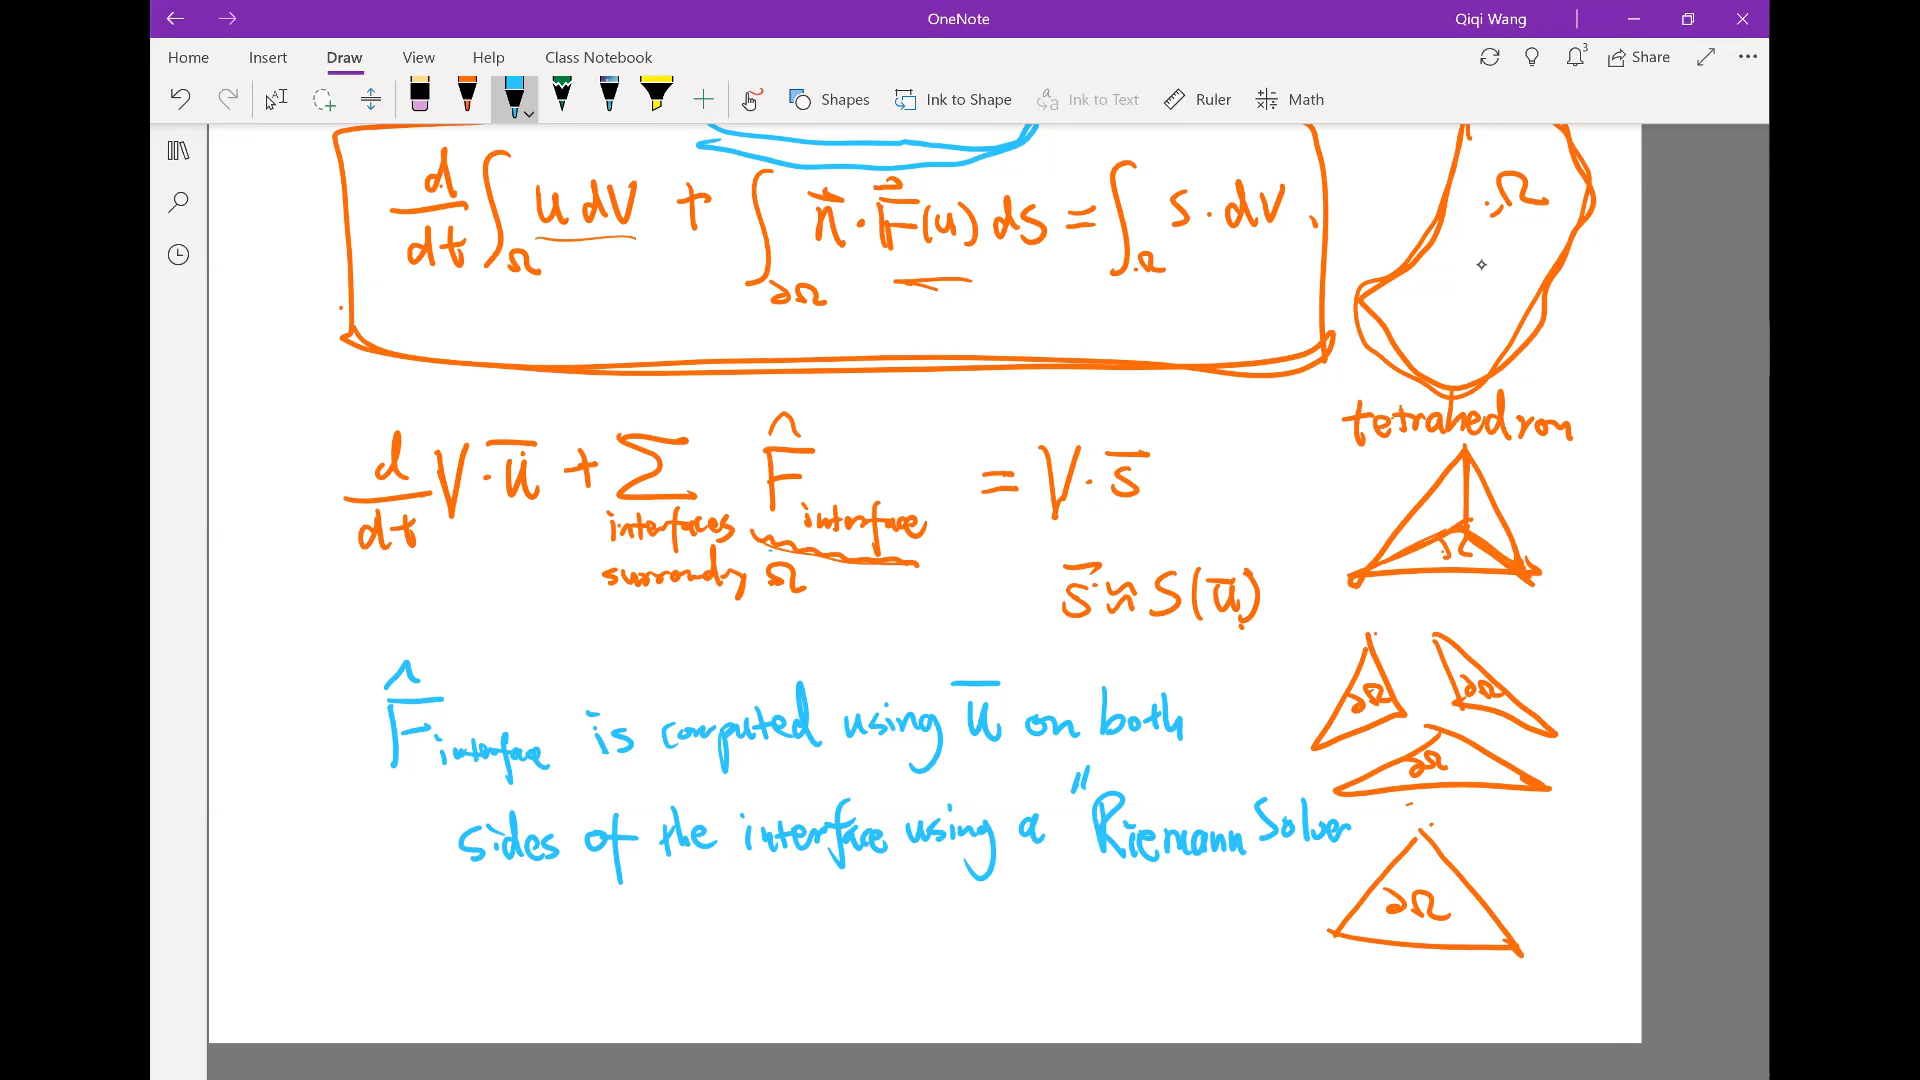 OneNote
Qiqi Wang
Home Insert Draw View Help Class Notebook
3
Share
Shapes Ink to Shape Ink to Text Ruler Math
d/dt ∫_Ω u dV + ∫_∂Ω n⃗ · F⃗(u) ds = ∫_Ω s · dV
Ω
tetrahedron
d/dt V · ū + Σ F̂ interface = V · s̄
interfaces
surroundy Ω
s̄ ≈ S(ū)
Ω
∂Ω ∂Ω
∂Ω
∂Ω
F̂ interface is computed using ū on both
sides of the interface using a "Riemann Solver